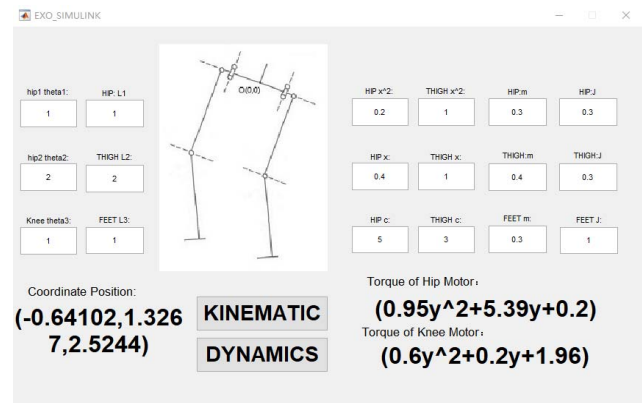 EXO_SIMULINK
hip1 theta1: HIP: L1
1 1
hip2 theta2: THIGH L2:
2 2
Knee theta3: FEET L3:
1 1
O(0,0)
HIP x^2: THIGH x^2: HIP:m HIP:J
0.2 1 0.3 0.3
HIP x: THIGH x: THIGH:m THIGH:J
0.4 1 0.4 0.3
HIP c: THIGH c: FEET m: FEET J:
5 3 0.3 1
Coordinate Position:
(-0.64102,1.326
7,2.5244)
KINEMATIC
DYNAMICS
Torque of Hip Motor：
(0.95y^2+5.39y+0.2)
Torque of Knee Motor：
(0.6y^2+0.2y+1.96)